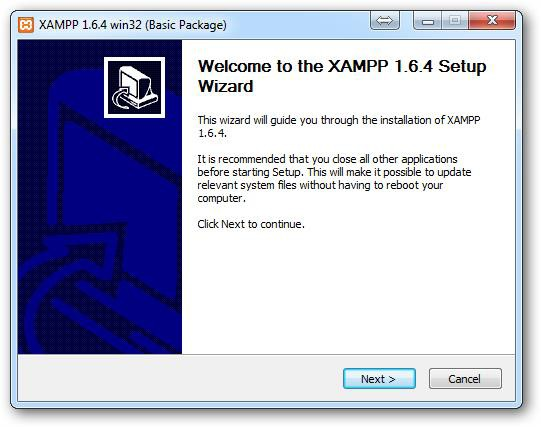 XAMPP 1.6.4 win32 (Basic Package)
Welcome to the XAMPP 1.6.4 Setup
Wizard
This wizard will guide you through the installation of XAMPP
1.6.4.
It is recommended that you close all other applications
before starting Setup. This will make it possible to update
relevant system files without having to reboot your
computer.
Click Next to continue.
Next >
Cancel